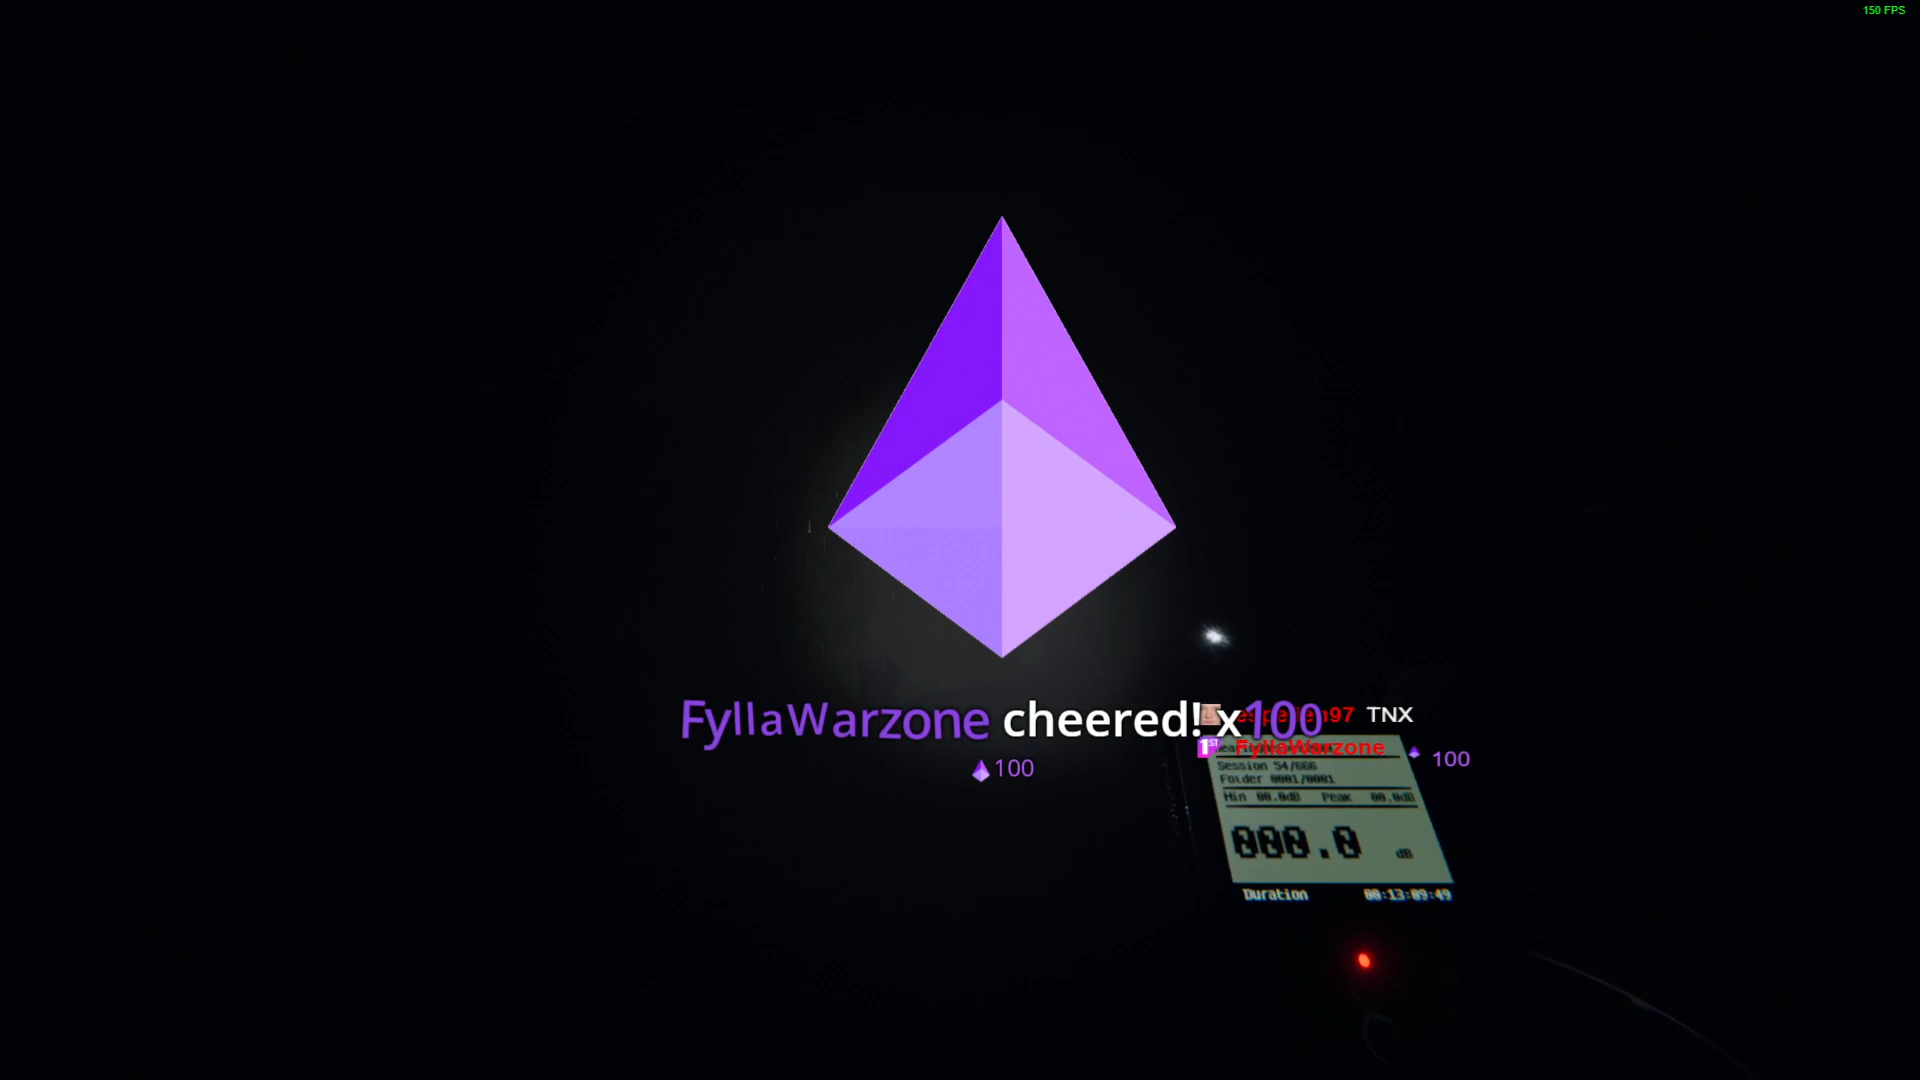 150 FPS
FyllaWarzone cheered! x100
TNX
100
1ST FyllaWarzone 100
Session 54/666
Folder 0001/0001
Min 00.0dB Peak 00.0dB
000.0 dB
Duration 00:13:09:49